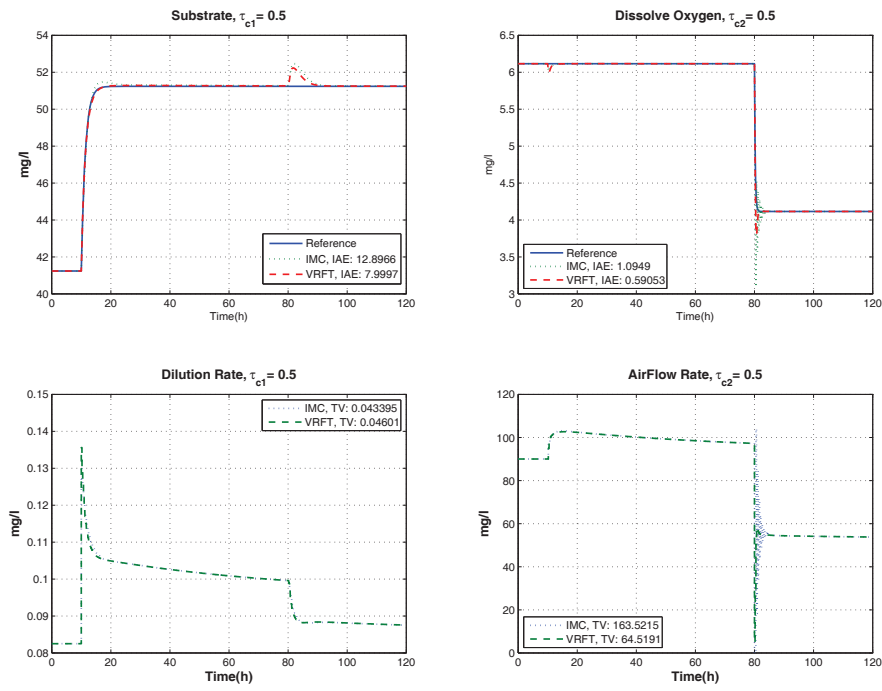 Substrate, τc1= 0.5
54
52
50
48
46
44
42
40
mg/l
Reference
IMC, IAE: 12.8966
VRFT, IAE: 7.9997
0 20 40 60 80 100 120
Time(h)
Dissolve Oxygen, τc2= 0.5
6.5
6
5.5
5
4.5
4
3.5
3
mg/l
Reference
IMC, IAE: 1.0949
VRFT, IAE: 0.59053
0 20 40 60 80 100 120
Time(h)
Dilution Rate, τc1= 0.5
0.15
0.14
0.13
0.12
0.11
0.1
0.09
0.08
mg/l
IMC, TV: 0.043395
VRFT, TV: 0.04601
0 20 40 60 80 100 120
Time(h)
AirFlow Rate, τc2= 0.5
120
100
80
60
40
20
0
mg/l
IMC, TV: 163.5215
VRFT, TV: 64.5191
0 20 40 60 80 100 120
Time(h)